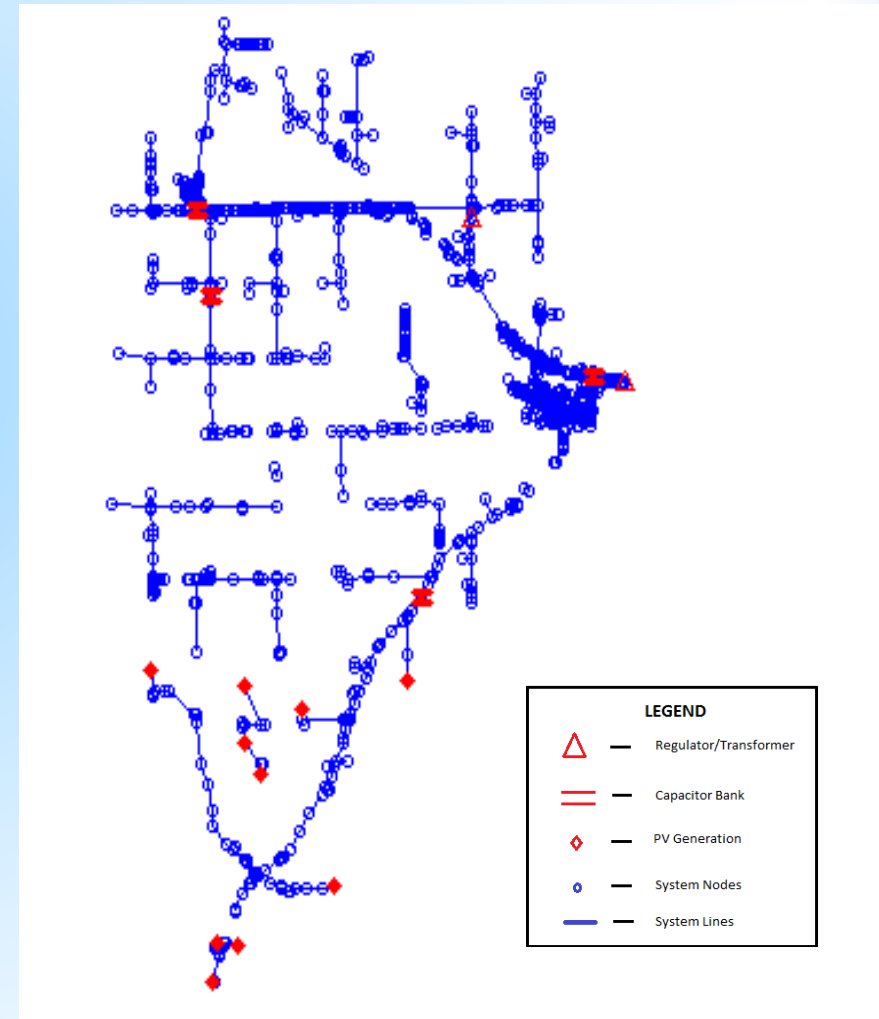 LEGEND
Regulator/Transformer
Capacitor Bank
PV Generation
System Nodes
System Lines